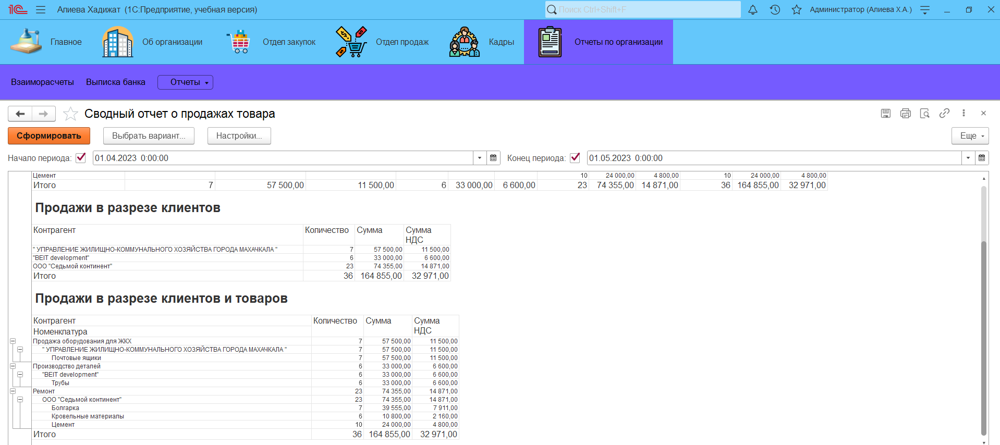 1С Алиева Хадижат (1С:Предприятие, учебная версия) Поиск Ctrl+Shift+F Администратор (Алиева Х.А.)
Главное Об организации Отдел закупок Отдел продаж Кадры Отчеты по организации
Взаиморасчеты Выписка банка Отчеты
Сводный отчет о продажах товара
Сформировать Выбрать вариант... Настройки... Еще
Начало периода: 01.04.2023 0:00:00 Конец периода: 01.05.2023 0:00:00
Цемент 10 24 000,00 4 800,00 10 24 000,00 4 800,00
Итого 7 57 500,00 11 500,00 6 33 000,00 6 600,00 23 74 355,00 14 871,00 36 164 855,00 32 971,00
Продажи в разрезе клиентов
Контрагент Количество Сумма Сумма
НДС
" УПРАВЛЕНИЕ ЖИЛИЩНО-КОММУНАЛЬНОГО ХОЗЯЙСТВА ГОРОДА МАХАЧКАЛА " 7 57 500,00 11 500,00
"BEIT development" 6 33 000,00 6 600,00
ООО "Седьмой континент" 23 74 355,00 14 871,00
Итого 36 164 855,00 32 971,00
Продажи в разрезе клиентов и товаров
Контрагент Количество Сумма Сумма
Номенклатура НДС
Продажа оборудования для ЖКХ 7 57 500,00 11 500,00
" УПРАВЛЕНИЕ ЖИЛИЩНО-КОММУНАЛЬНОГО ХОЗЯЙСТВА ГОРОДА МАХАЧКАЛА " 7 57 500,00 11 500,00
Почтовые ящики 7 57 500,00 11 500,00
Производство деталей 6 33 000,00 6 600,00
"BEIT development" 6 33 000,00 6 600,00
Трубы 6 33 000,00 6 600,00
Ремонт 23 74 355,00 14 871,00
ООО "Седьмой континент" 23 74 355,00 14 871,00
Болгарка 7 39 555,00 7 911,00
Кровельные материалы 6 10 800,00 2 160,00
Цемент 10 24 000,00 4 800,00
Итого 36 164 855,00 32 971,00